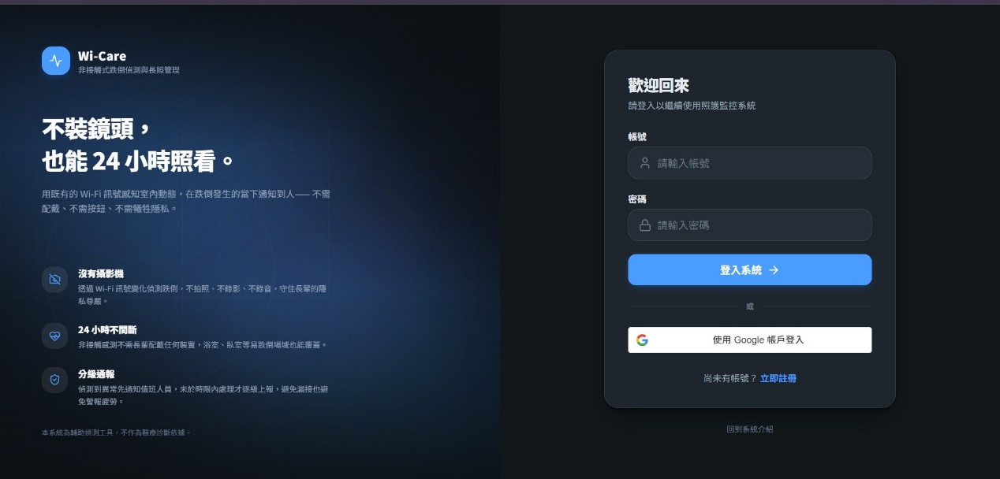 Wi-Care
非接觸式跌倒偵測與長照管理
不裝鏡頭，
也能 24 小時照看。
用既有的 Wi-Fi 訊號感知室內動態，在跌倒發生的當下通知到人—— 不需
配戴、不需按鈕、不需犧牲隱私。
沒有攝影機
透過 Wi-Fi 訊號變化偵測跌倒，不拍照、不錄影、不錄音，守住長輩的隱
私尊嚴。
24 小時不間斷
非接觸感測不需長輩配戴任何裝置，浴室、臥室等易跌倒場域也能覆蓋。
分級通報
偵測到異常先通知值班人員，未於時限內處理才逐級上報，避免漏接也避
免警報疲勞。
本系統為輔助偵測工具，不作為醫療診斷依據。
歡迎回來
請登入以繼續使用照護監控系統
帳號
請輸入帳號
密碼
請輸入密碼
登入系統 →
或
使用 Google 帳戶登入
尚未有帳號？ 立即註冊
回到系統介紹